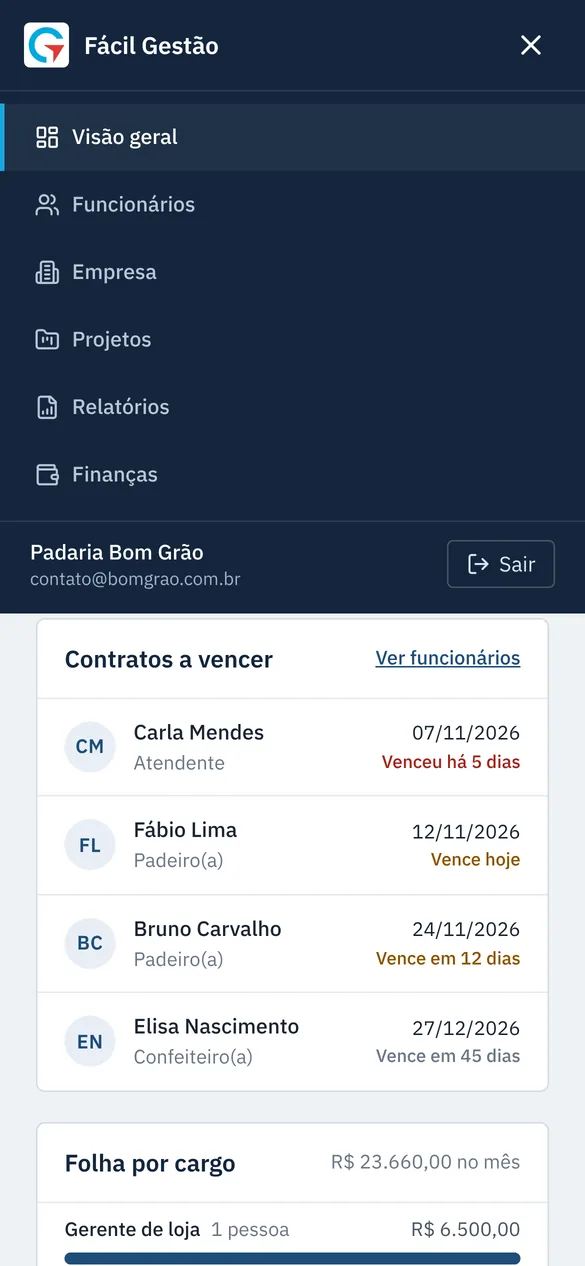 Fácil Gestão
Visão geral
Funcionários
Empresa
Projetos
Relatórios
Finanças
Padaria Bom Grão
contato@bomgrao.com.br
Sair
Contratos a vencer
Ver funcionários
CM
Carla Mendes
07/11/2026
Atendente
Venceu há 5 dias
FL
Fábio Lima
12/11/2026
Padeiro(a)
Vence hoje
BC
Bruno Carvalho
24/11/2026
Padeiro(a)
Vence em 12 dias
EN
Elisa Nascimento
27/12/2026
Confeiteiro(a)
Vence em 45 dias
Folha por cargo
R$ 23.660,00 no mês
Gerente de loja 1 pessoa
R$ 6.500,00